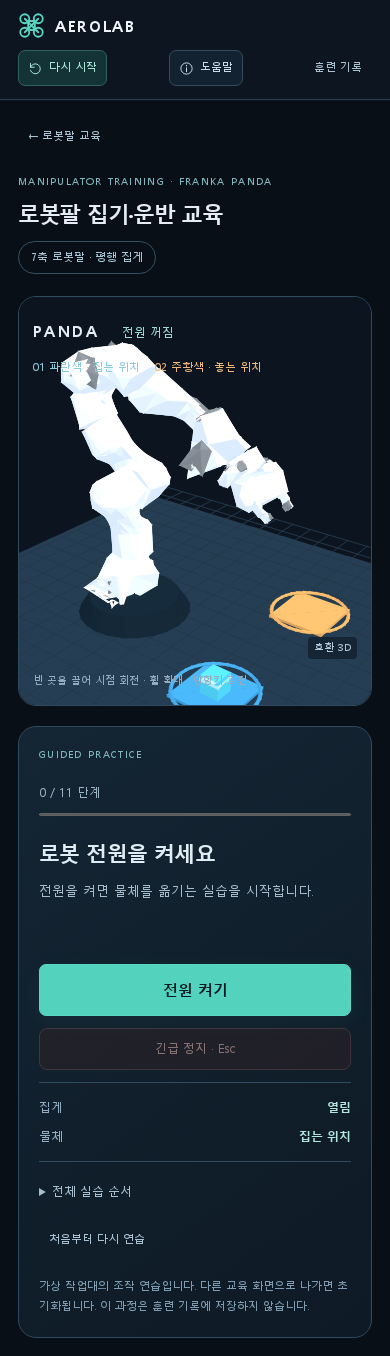 AEROLAB
다시 시작
도움말
훈련 기록
← 로봇팔 교육
MANIPULATOR TRAINING · FRANKA PANDA
로봇팔 집기·운반 교육
7축 로봇팔 · 평행 집게
PANDA 전원 꺼짐
01 파란색 · 집는 위치 02 주황색 · 놓는 위치
호환 3D
빈 곳을 끌어 시점 회전 · 휠 확대
GUIDED PRACTICE
0 / 11 단계
로봇 전원을 켜세요
전원을 켜면 물체를 옮기는 실습을 시작합니다.
전원 켜기
긴급 정지 · Esc
집게 열림
물체 집는 위치
▶ 전체 실습 순서
처음부터 다시 연습
가상 작업대의 조작 연습입니다. 다른 교육 화면으로 나가면 초
기화됩니다. 이 과정은 훈련 기록에 저장하지 않습니다.